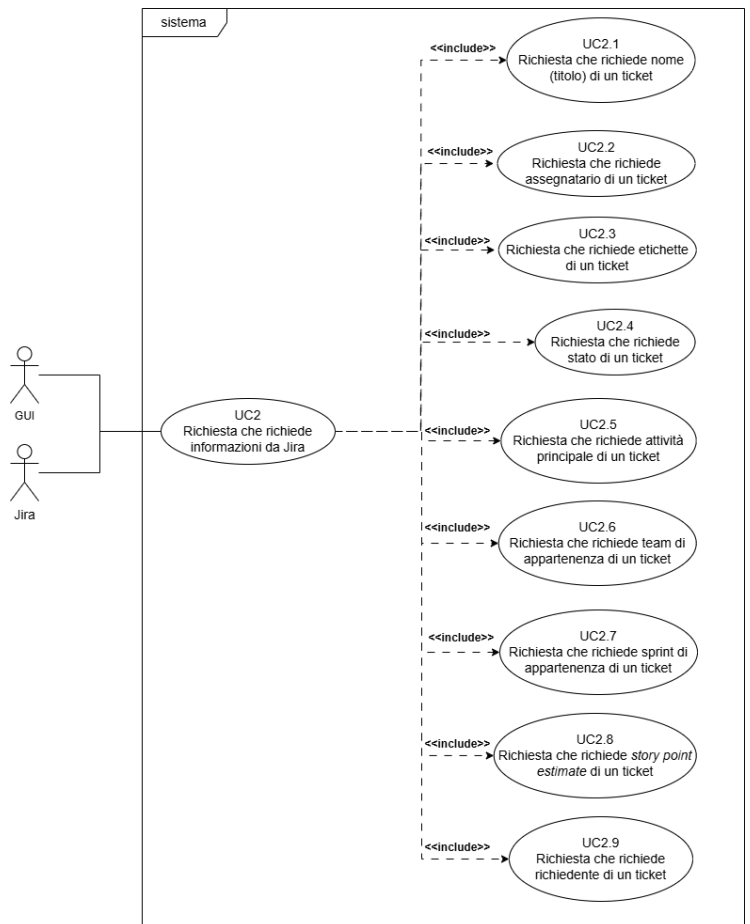 sistema
<<include>>
UC2.1
Richiesta che richiede nome
(titolo) di un ticket
<<include>>
UC2.2
Richiesta che richiede
assegnatario di un ticket
<<include>>
UC2.3
Richiesta che richiede etichette
di un ticket
<<include>>
UC2.4
Richiesta che richiede
stato di un ticket
GUI
Jira
UC2
Richiesta che richiede
informazioni da Jira
<<include>>
UC2.5
Richiesta che richiede attività
principale di un ticket
<<include>>
UC2.6
Richiesta che richiede team di
appartenenza di un ticket
<<include>>
UC2.7
Richiesta che richiede sprint di
appartenenza di un ticket
<<include>>
UC2.8
Richiesta che richiede story point
estimate di un ticket
<<include>>
UC2.9
Richiesta che richiede
richiedente di un ticket